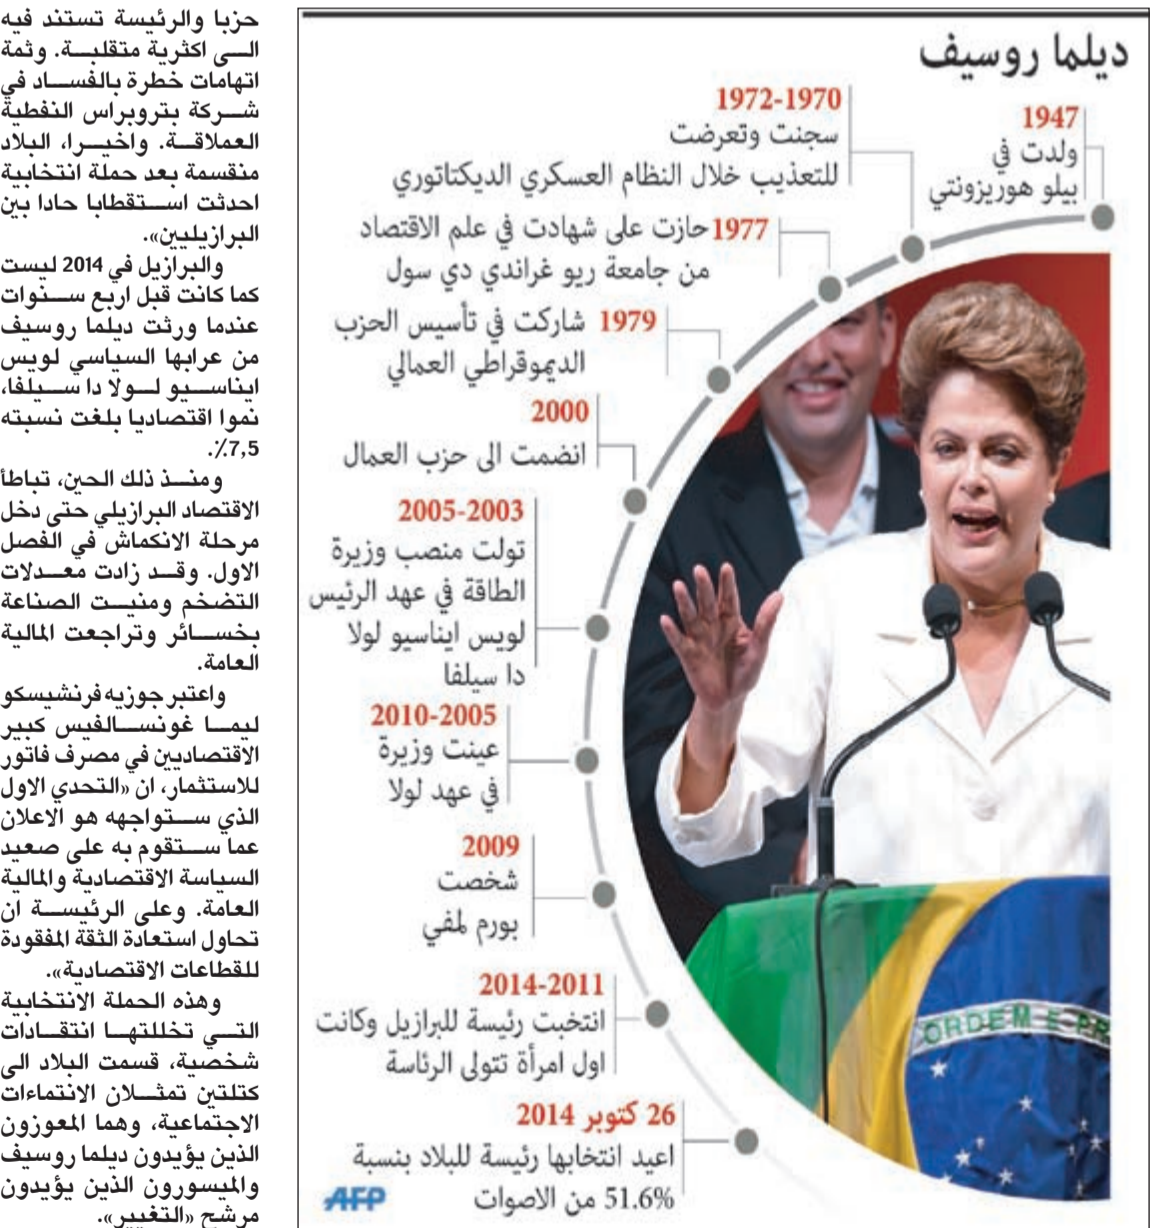 ديلما روسيف
1947
ولدت في
بيلو هوريزونتي
1972-1970
سجنت وتعرضت
للتعذيب خلال النظام العسكري الديكتاتوري
1977 حازت على شهادت في علم الاقتصاد
من جامعة ريو غراندي دي سول
1979 شاركت في تأسيس الحزب
الديموقراطي العمالي
2000
انضمت الى حزب العمال
2005-2003
تولت منصب وزيرة
الطاقة في عهد الرئيس
لويس ايناسيو لولا
دا سيلفا
2010-2005
عينت وزيرة
في عهد لولا
2009
شخصت
بورم لمفي
2014-2011
انتخبت رئيسة للبرازيل وكانت
اول امرأة تتولى الرئاسة
26 كتوبر 2014
اعيد انتخابها رئيسة للبلاد بنسبة
51.6% من الاصوات
AFP
ORDEM E PR
حزبا والرئيسة تستند فيه
الى اكثرية متقلبة. وثمة
اتهامات خطرة بالفساد في
شركة بتروبراس النفطية
العملاقة. واخيرا، البلاد
منقسمة بعد حملة انتخابية
احدثت استقطابا حادا بين
البرازيليين».
والبرازيل في 2014 ليست
كما كانت قبل اربع سنوات
عندما ورثت ديلما روسيف
من عرابها السياسي لويس
ايناسيو لولا دا سيلفا،
نموا اقتصاديا بلغت نسبته
7,5٪.
ومنذ ذلك الحين، تباطأ
الاقتصاد البرازيلي حتى دخل
مرحلة الانكماش في الفصل
الاول. وقد زادت معدلات
التضخم ومنيت الصناعة
بخسائر وتراجعت المالية
العامة.
واعتبر جوزيه فرنشيسكو
ليما غونسالفيس كبير
الاقتصاديين في مصرف فاتور
للاستثمار، ان «التحدي الاول
الذي ستواجهه هو الاعلان
عما ستقوم به على صعيد
السياسة الاقتصادية والمالية
العامة. وعلى الرئيسة ان
تحاول استعادة الثقة المفقودة
للقطاعات الاقتصادية».
وهذه الحملة الانتخابية
التي تخللتها انتقادات
شخصية، قسمت البلاد الى
كتلتين تمثلان الانتماءات
الاجتماعية، وهما المعوزون
الذين يؤيدون ديلما روسيف
والميسورون الذين يؤيدون
مرشح «التغيير».